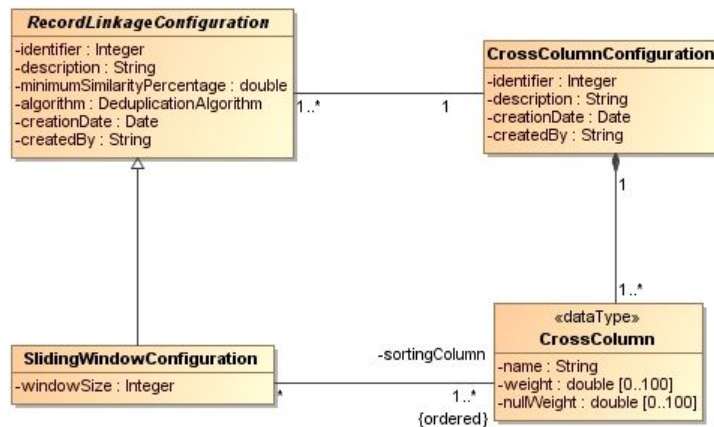 RecordLinkageConfiguration
-identifier : Integer
-description : String
-minimumSimilarityPercentage : double
-algorithm : DeduplicationAlgorithm
-creationDate : Date
-createdBy : String
CrossColumnConfiguration
-identifier : Integer
-description : String
-creationDate : Date
-createdBy : String
1..*
1
1
1..*
SlidingWindowConfiguration
-windowSize : Integer
-sortingColumn
*
1..*
{ordered}
«dataType»
CrossColumn
-name : String
-weight : double [0..100]
-nullWeight : double [0..100]